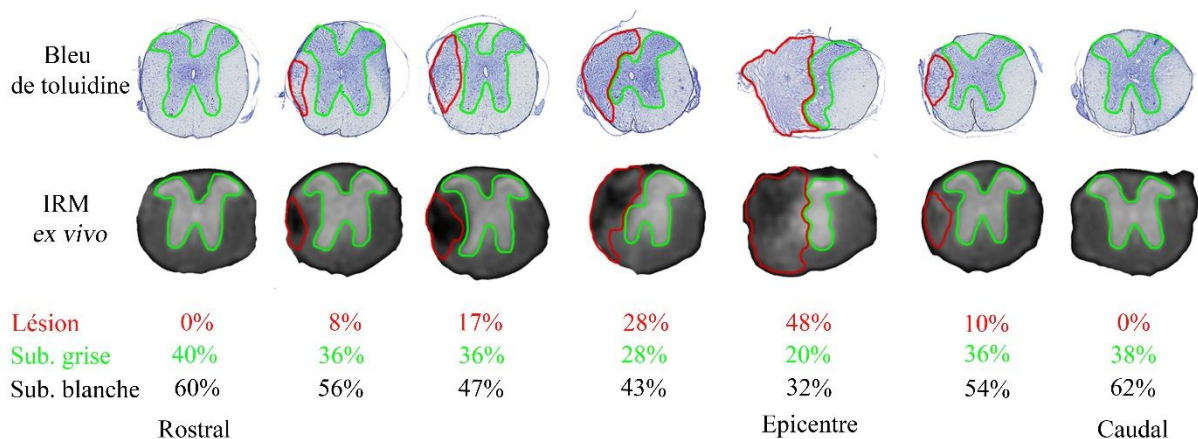 Bleu
de toluidine
IRM
ex vivo
Lésion 0% 8% 17% 28% 48% 10% 0%
Sub. grise 40% 36% 36% 28% 20% 36% 38%
Sub. blanche 60% 56% 47% 43% 32% 54% 62%
Rostral Epicentre Caudal